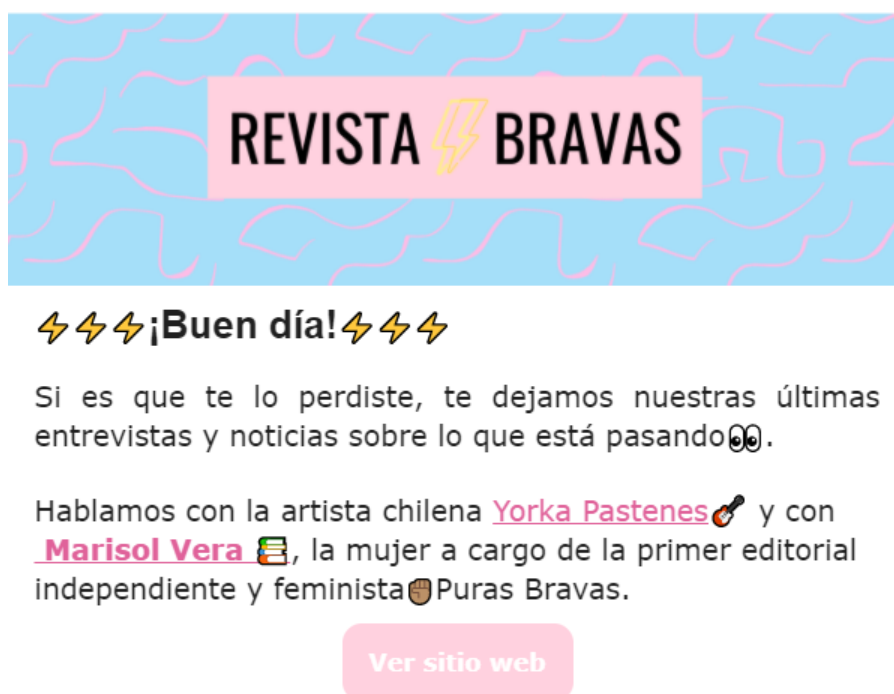 REVISTA BRAVAS
⚡⚡⚡¡Buen día!⚡⚡⚡
Si es que te lo perdiste, te dejamos nuestras últimas
entrevistas y noticias sobre lo que está pasando👀.
Hablamos con la artista chilena Yorka Pastenes🎸 y con
Marisol Vera 📚, la mujer a cargo de la primer editorial
independiente y feminista✊🏾Puras Bravas.
Ver sitio web